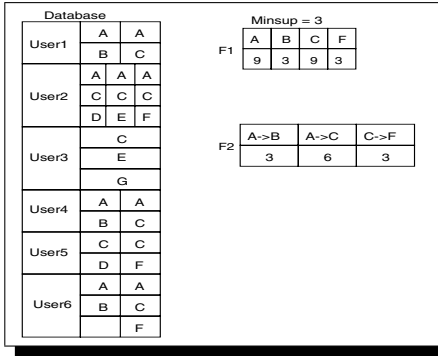 Database
User1
A A
B C
User2
A A A
C C C
D E F
User3
C
E
G
User4
A A
B C
User5
C C
D F
User6
A A
B C
F
Minsup = 3
F1
A B C F
9 3 9 3
F2
A->B A->C C->F
3 6 3